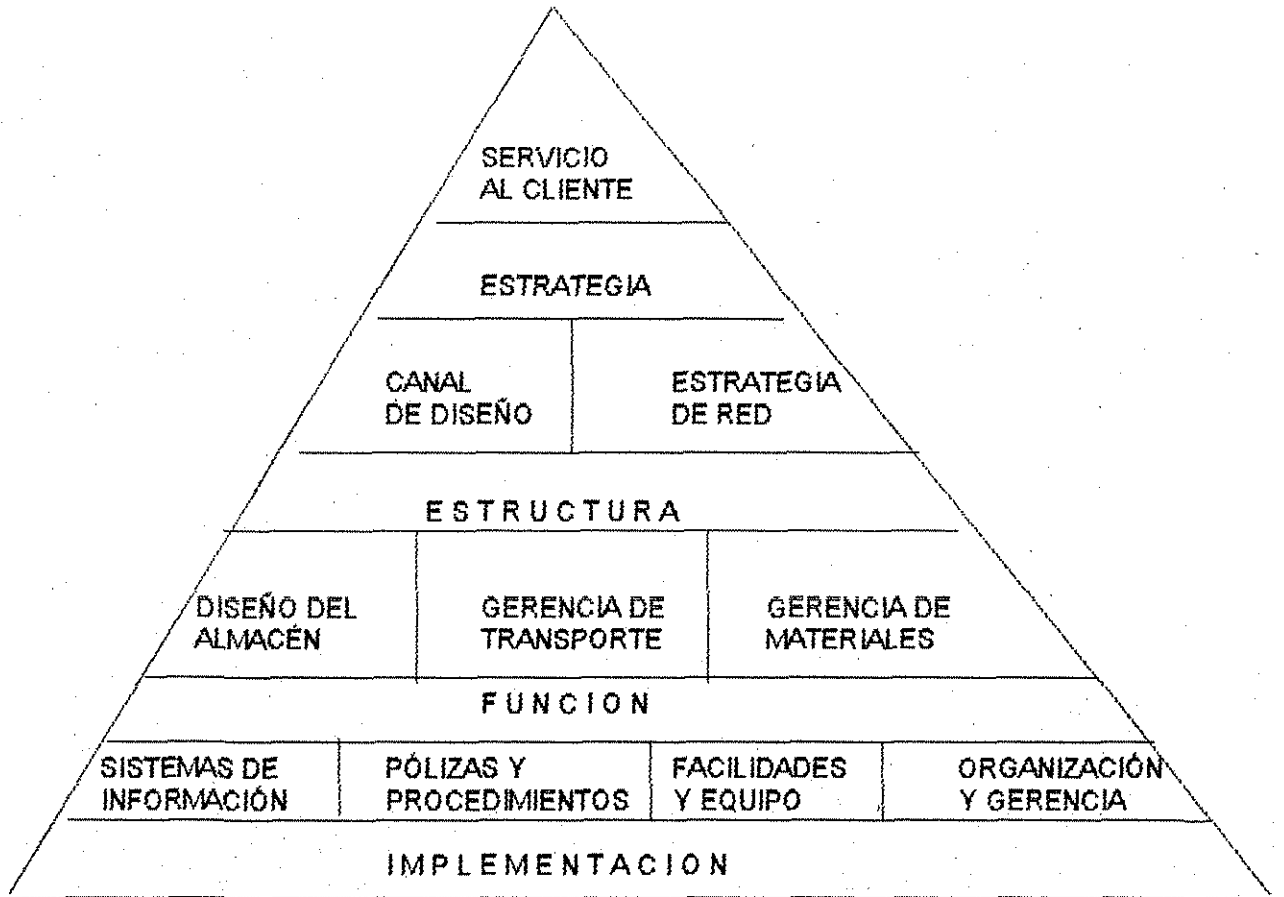 SERVICIO
AL CLIENTE
ESTRATEGIA
CANAL
DE DISEÑO
ESTRATEGIA
DE RED
ESTRUCTURA
DISEÑO DEL
ALMACÉN
GERENCIA DE
TRANSPORTE
GERENCIA DE
MATERIALES
FUNCION
SISTEMAS DE
INFORMACIÓN
PÓLIZAS Y
PROCEDIMIENTOS
FACILIDADES
Y EQUIPO
ORGANIZACIÓN
Y GERENCIA
IMPLEMENTACION